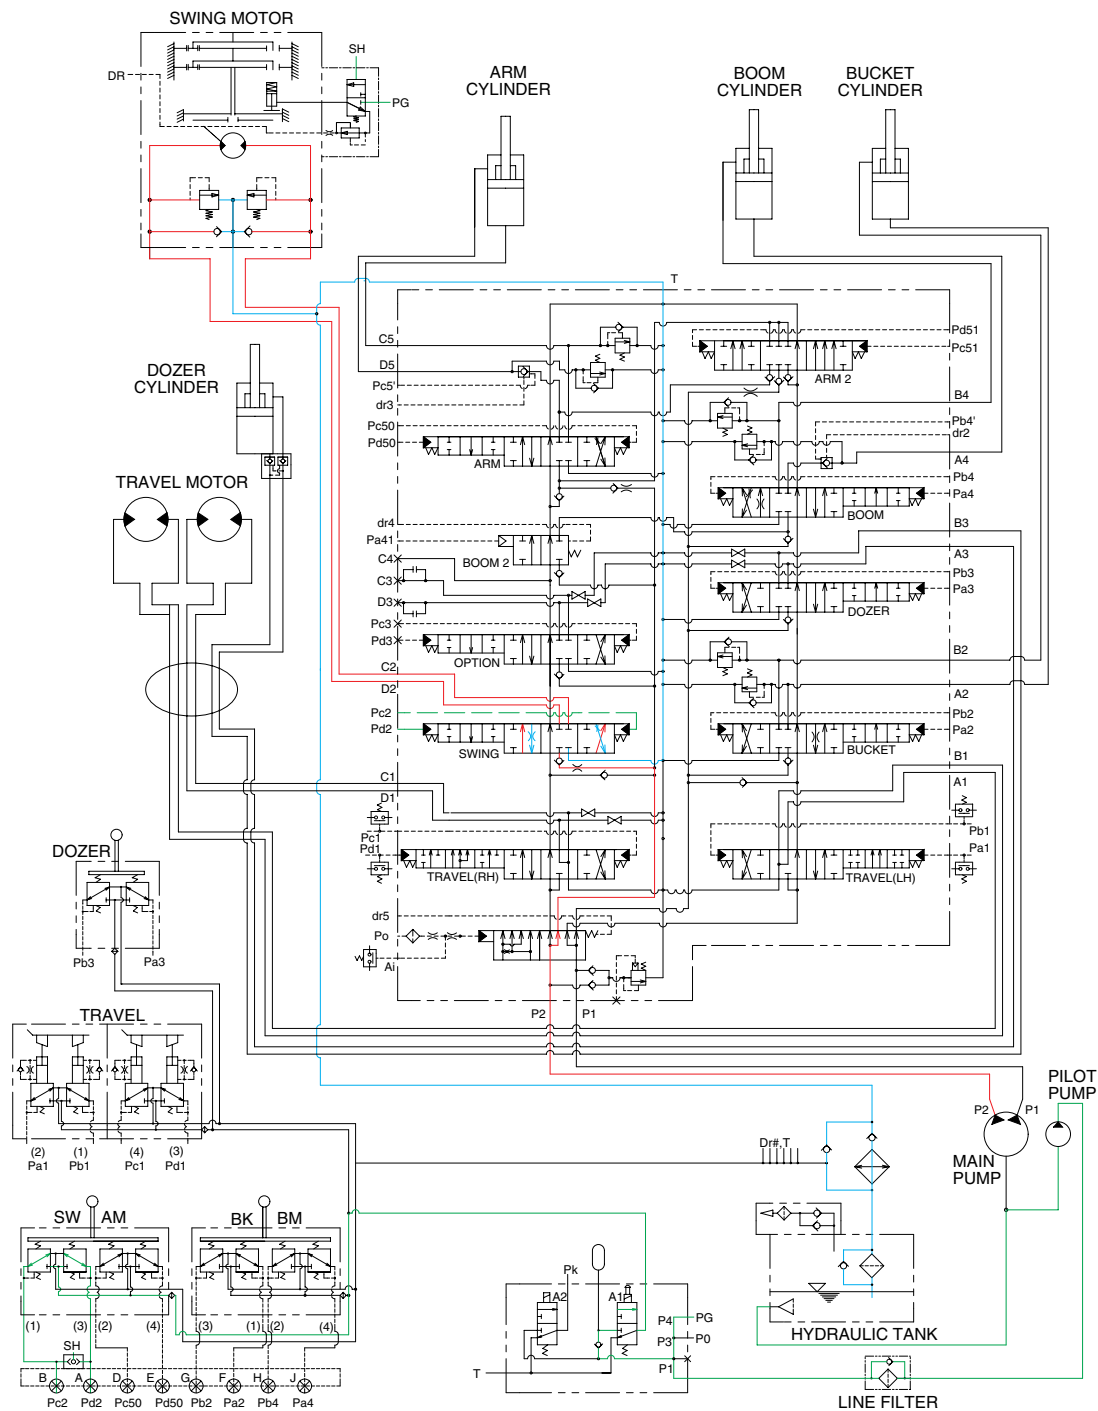 SWING MOTOR
SH
DR
PG
ARM
CYLINDER
BOOM
CYLINDER
BUCKET
CYLINDER
T
DOZER
CYLINDER
C5
D5
Pc5'
dr3
Pc50
Pd50
ARM
Pd51
Pc51
ARM 2
B4
Pb4'
dr2
A4
Pb4
Pa4
BOOM
TRAVEL MOTOR
dr4
Pa41
C4
BOOM 2
C3
D3
Pc3
Pd3
OPTION
B3
A3
Pb3
Pa3
DOZER
C2
D2
Pc2
Pd2
SWING
B2
A2
Pb2
Pa2
BUCKET
B1
A1
C1
D1
Pc1
Pd1
TRAVEL(RH)
Pb1
Pa1
TRAVEL(LH)
dr5
Po
Ai
P2
P1
DOZER
Pb3
Pa3
TRAVEL
(2) (1) (4) (3)
Pa1 Pb1 Pc1 Pd1
PILOT
PUMP
P2
P1
MAIN
PUMP
Dr#,T
SW AM
BK BM
(1) (3) (2) (4)
(3) (1) (2) (4)
SH
B A D E G F H J
Pc2 Pd2 Pc50 Pd50 Pb2 Pa2 Pb4 Pa4
Pk
A2
A1
P4
PG
P3
P0
P1
T
HYDRAULIC TANK
LINE FILTER